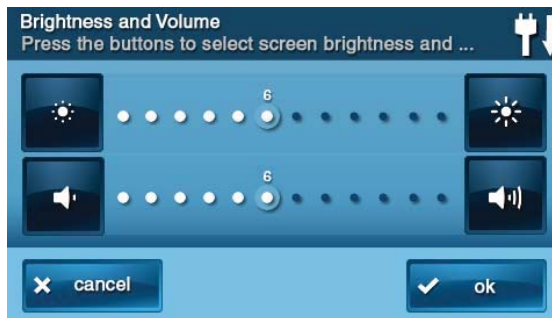 Brightness and Volume
Press the buttons to select screen brightness and ...
6
6
cancel
ok